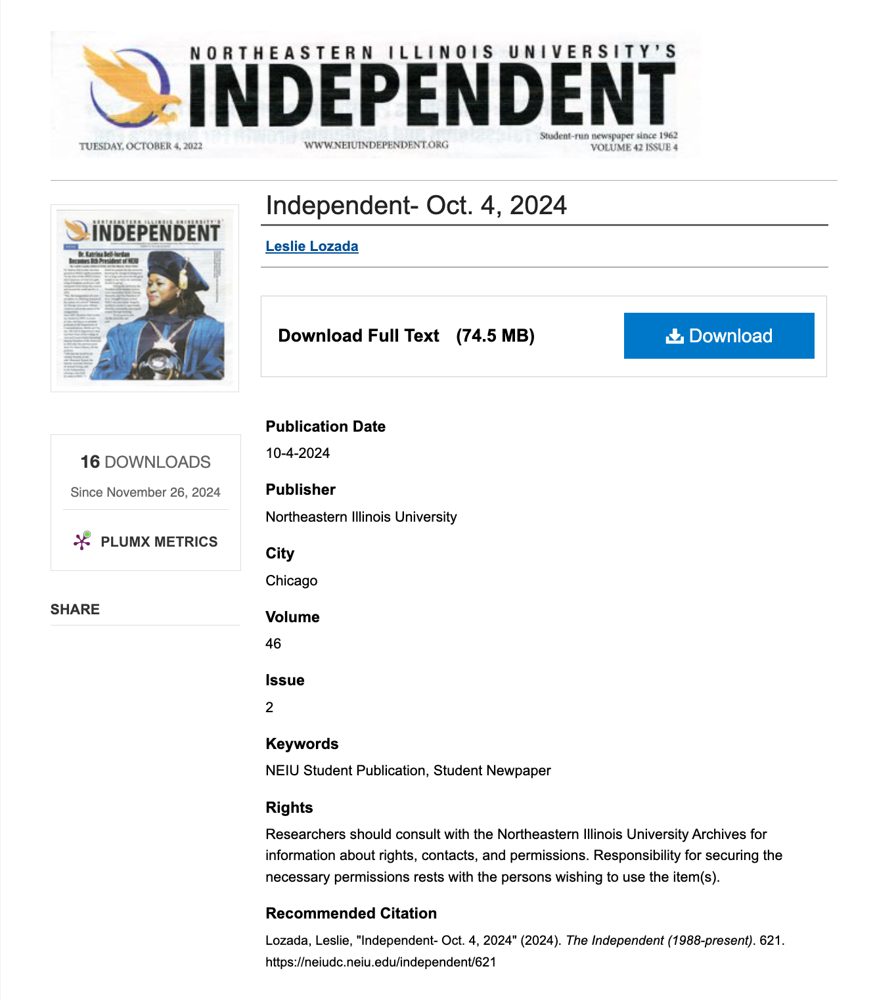 NORTHEASTERN ILLINOIS UNIVERSITY'S
INDEPENDENT
TUESDAY, OCTOBER 4, 2022
WWW.NEIUINDEPENDENT.ORG
Student-run newspaper since 1962
VOLUME 42 ISSUE 4
Independent- Oct. 4, 2024
Leslie Lozada
NORTHEASTERN ILLINOIS UNIVERSITY'S
INDEPENDENT
Dr. Katrina Bell-Jordan
Becomes 8th President of NEIU
Download Full Text (74.5 MB)
Download
16 DOWNLOADS
Since November 26, 2024
PLUMX METRICS
SHARE
Publication Date
10-4-2024
Publisher
Northeastern Illinois University
City
Chicago
Volume
46
Issue
2
Keywords
NEIU Student Publication, Student Newpaper
Rights
Researchers should consult with the Northeastern Illinois University Archives for
information about rights, contacts, and permissions. Responsibility for securing the
necessary permissions rests with the persons wishing to use the item(s).
Recommended Citation
Lozada, Leslie, "Independent- Oct. 4, 2024" (2024). The Independent (1988-present). 621.
https://neiudc.neiu.edu/independent/621